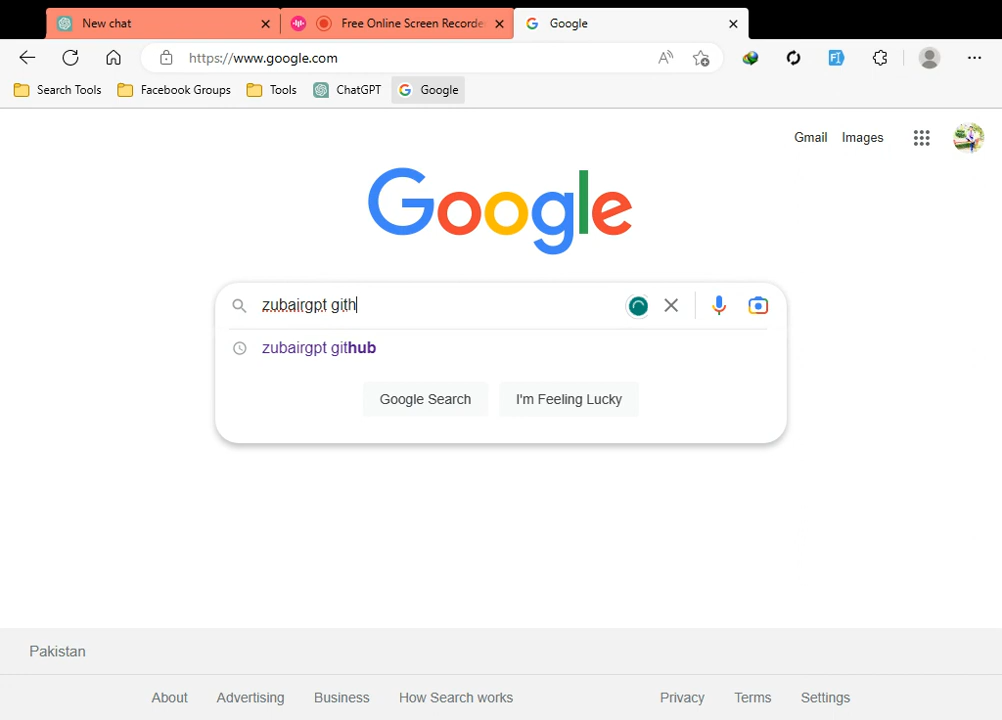 New chat
Free Online Screen Recorde
Google
https://www.google.com
Search Tools
Facebook Groups
Tools
ChatGPT
Google
Gmail
Images
Google
zubairgpt gith
zubairgpt github
Google Search
I'm Feeling Lucky
Pakistan
About
Advertising
Business
How Search works
Privacy
Terms
Settings